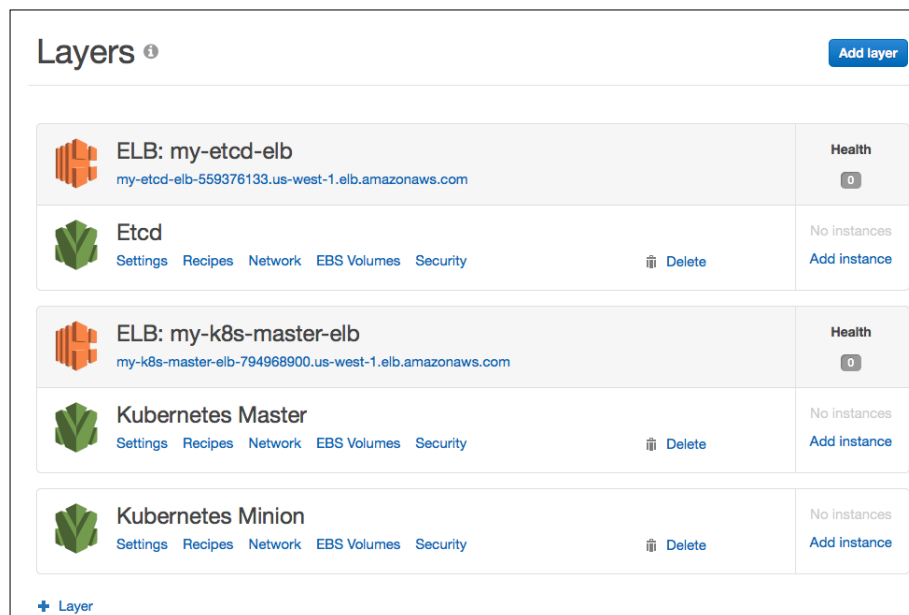 Layers
Add layer
ELB: my-etcd-elb
my-etcd-elb-559376133.us-west-1.elb.amazonaws.com
Health
0
Etcd
Settings Recipes Network EBS Volumes Security
Delete
No instances
Add instance
ELB: my-k8s-master-elb
my-k8s-master-elb-794968900.us-west-1.elb.amazonaws.com
Health
0
Kubernetes Master
Settings Recipes Network EBS Volumes Security
Delete
No instances
Add instance
Kubernetes Minion
Settings Recipes Network EBS Volumes Security
Delete
No instances
Add instance
Layer